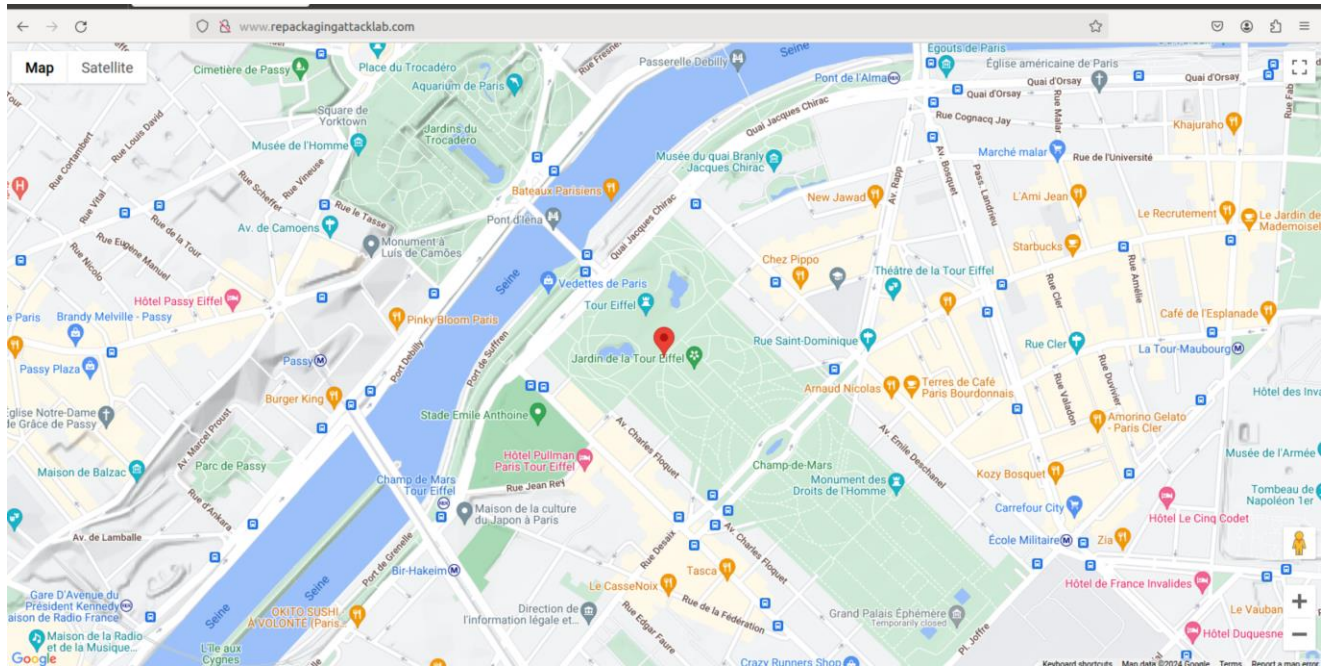 www.repackagingattacklab.com
Map
Satellite
Cimetière de Passy
Place du Trocadéro
Aquarium de Paris
Rue Fresnel
Passerelle Debilly
Seine
Pont de l'Alma
Egouts de Paris
Église américaine de Paris
Quai d'Orsay
Quai d'Orsay
Quai d'Orsay
Rue Cognacq Jay
Rue Malar
Khajuraho
Square de
Yorktown
Jardins du
Trocadéro
Musée de l'Homme
Rue Louis David
Rue Cortambert
Rue Vital
Rue Scheffer
Rue Vineuse
Rue le Tasse
Quai Jacques Chirac
Musée du quai Branly
Jacques Chirac
Marché malar
Rue de l'Université
Av. Rapp
Av. Bosquet
Pass. Landrieu
Bateaux Parisiens
New Jawad
L'Ami Jean
Le Recrutement
Le Jardin de
Mademoisel
Pont d'Iéna
Quai Jacques Chirac
Av. de Camoens
Rue de la Tour
Rue Eugène Manuel
Rue Nicolo
Monument à
Luís de Camões
Starbucks
Chez Pippo
Théâtre de la Tour Eiffel
Rue Cler
Rue Amélie
Seine
Vedettes de Paris
Tour Eiffel
Hôtel Passy Eiffel
Brandy Melville - Passy
Pinky Bloom Paris
Café de l'Esplanade
Rue Saint-Dominique
Rue Cler
La Tour-Maubourg
Passy
Passy Plaza
Port Debilly
Port de Suffren
Jardin de la Tour Eiffel
Arnaud Nicolas
Terres de Café
Paris Bourdonnais
Rue Valadon
Rue Duvivier
Hôtel des Inva
Burger King
Stade Emile Anthoine
Amorino Gelato
- Paris Cler
Église Notre-Dame
de Grâce de Passy
Av. Marcel Proust
Av. Charles Floquet
Av. Emile Deschanel
Maison de Balzac
Parc de Passy
Hôtel Pullman
Paris Tour Eiffel
Champ-de-Mars
Kozy Bosquet
Musée de l'Armée
Champ de Mars
Tour Eiffel
Rue Jean Rey
Monument des
Droits de l'Homme
Tombeau de
Napoléon 1er
Rue d'Ankara
Maison de la culture
du Japon à Paris
Carrefour City
Hôtel Le Cinq Codet
Av. de Lamballe
Port de Grenelle
Rue Desaix
Av. Charles Floquet
École Militaire
Zia
Bir-Hakeim
Tasca
Le CasseNoix
Hôtel de France Invalides
Gare D'Avenue du
Président Kennedy
aison de Radio France
Seine
Seine
OKITO SUSHI
À VOLONTÉ (Paris...
Direction de
l'information légale et...
Rue de la Fédération
Rue Edgar Faure
Grand Palais Éphémère
Temporarily closed
Le Vauban
Pl. Joffre
Hôtel Duquesne
Maison de la Radio
et de la Musique...
L'île aux
Cygnes
Crazy Runners Shop
Google
Keyboard shortcuts
Map data ©2024 Google
Terms
Report a map error